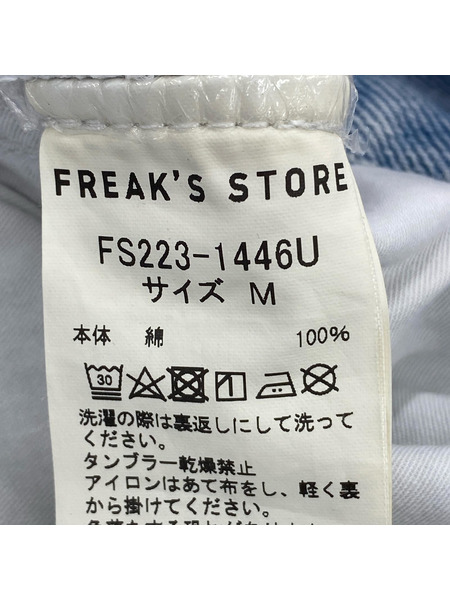 FREAK'S STORE
FS223-1446U
サイズ M
本体 綿 100%
30
洗濯の際は裏返しにして洗って
ください。
タンブラー乾燥禁止
アイロンはあて布をし、軽く裏
から掛けてください。